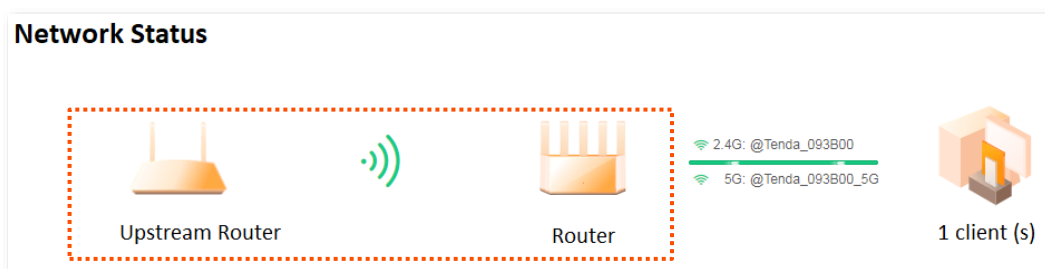 Network Status
2.4G: @Tenda_093B00
5G: @Tenda_093B00_5G
Upstream Router
Router
1 client (s)